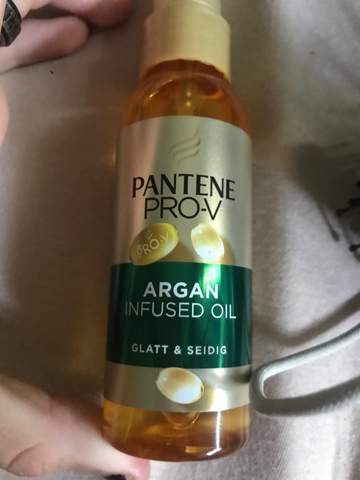 PANTENE
PRO-V
PRO-V
ARGAN
INFUSED OIL
GLATT & SEIDIG